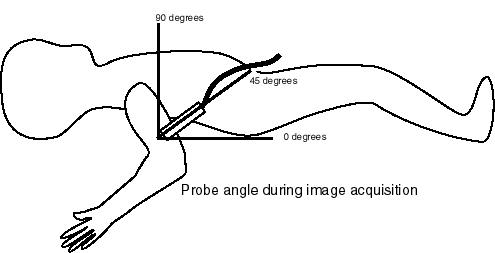 90 degrees
45 degrees
0 degrees
Probe angle during image acquisition